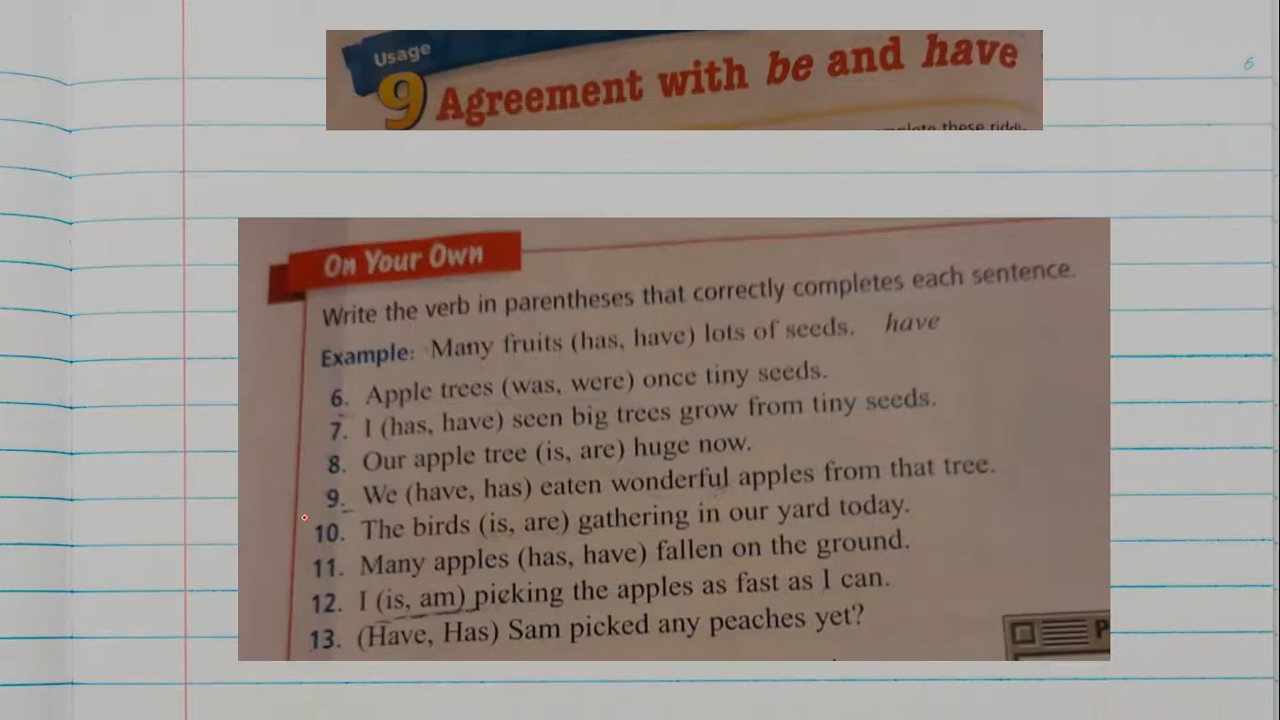 Usage
9 Agreement with be and have
these
6
On Your Own
Write the verb in parentheses that correctly completes each sentence.
Example: Many fruits (has, have) lots of seeds. have
6. Apple trees (was, were) once tiny seeds.
7. I (has, have) seen big trees grow from tiny seeds.
8. Our apple tree (is, are) huge now.
9. We (have, has) eaten wonderful apples from that tree.
10. The birds (is, are) gathering in our yard today.
11. Many apples (has, have) fallen on the ground.
12. I (is, am) picking the apples as fast as I can.
13. (Have, Has) Sam picked any peaches yet?
P